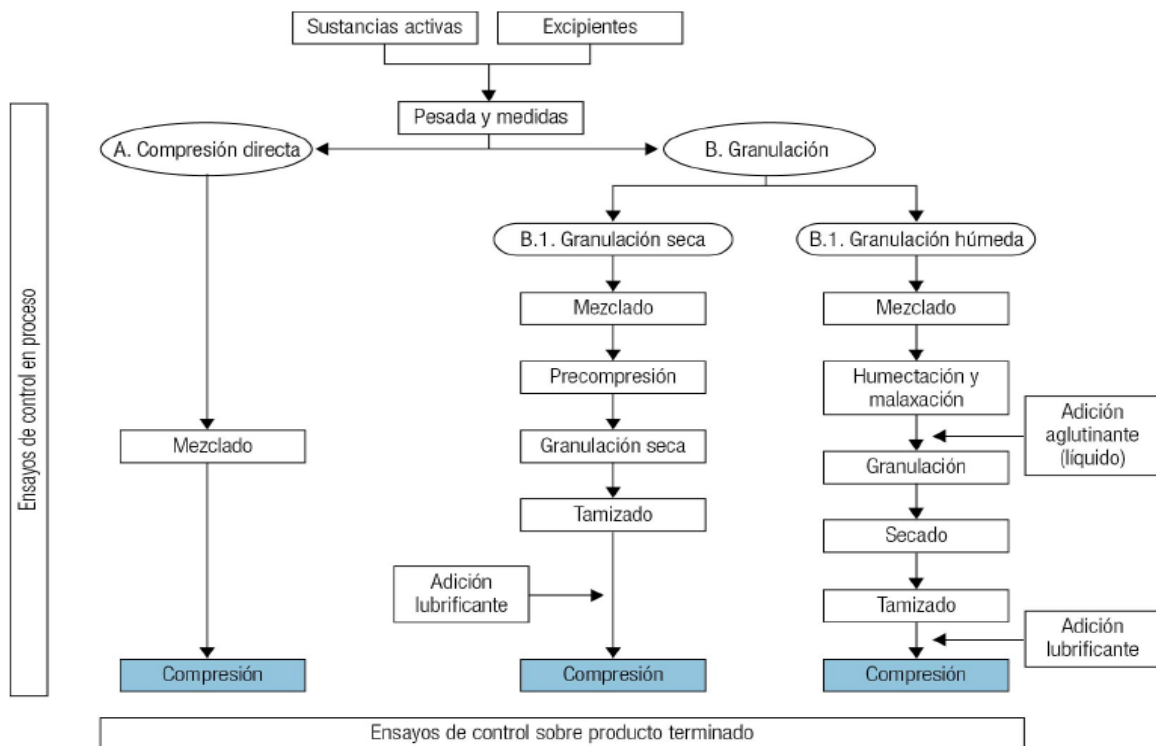 Sustancias activas
Excipientes
Pesada y medidas
A. Compresión directa
B. Granulación
B.1. Granulación seca
B.1. Granulación húmeda
Mezclado
Mezclado
Precompresión
Humectación y
malaxación
Adición
aglutinante
(líquido)
Mezclado
Granulación seca
Granulación
Tamizado
Secado
Adición
lubrificante
Tamizado
Adición
lubrificante
Compresión
Compresión
Compresión
Ensayos de control en proceso
Ensayos de control sobre producto terminado